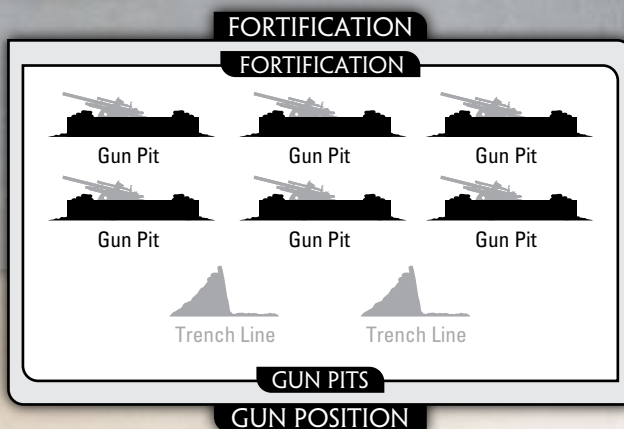 FORTIFICATION
FORTIFICATION
Gun Pit Gun Pit Gun Pit
Gun Pit Gun Pit Gun Pit
Trench Line Trench Line
GUN PITS
GUN POSITION